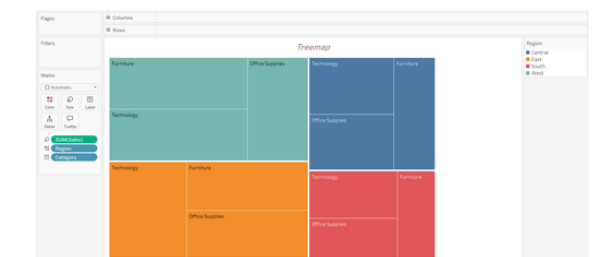 Pages
Columns
Rows
Filters
Treemap
Region
Central
East
South
West
Marks
Automatic
Color
Size
Label
Detail
Tooltip
SUM(Sales)
Region
Category
Furniture
Office Supplies
Technology
Technology
Furniture
Office Supplies
Technology
Furniture
Office Supplies
Technology
Furniture
Office Supplies